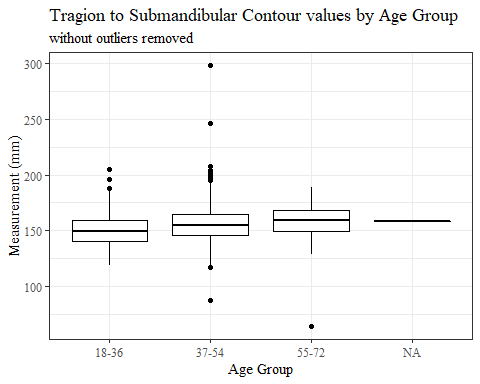 Tragion to Submandibular Contour values by Age Group
without outliers removed
300
250
200
150
100
Measurement (mm)
18-36 37-54 55-72 NA
Age Group